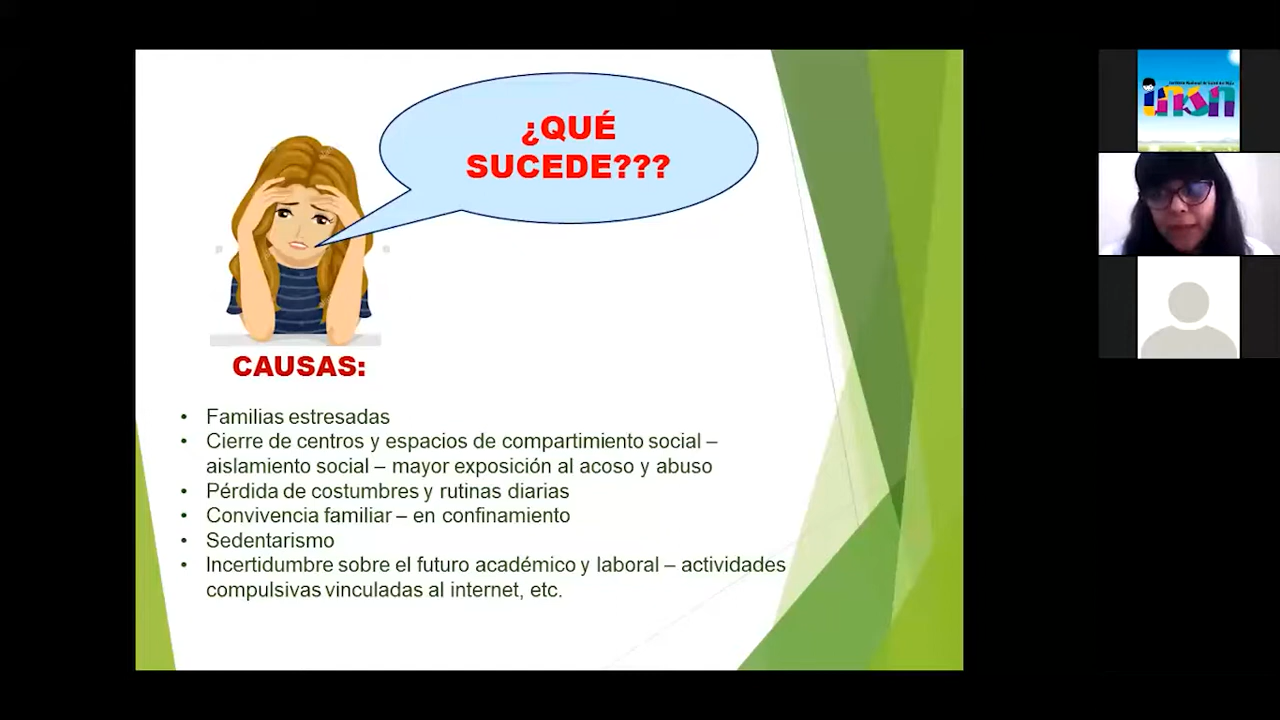 ¿QUÉ
SUCEDE???
CAUSAS:
• Familias estresadas
• Cierre de centros y espacios de compartimiento social –
aislamiento social – mayor exposición al acoso y abuso
• Pérdida de costumbres y rutinas diarias
• Convivencia familiar – en confinamiento
• Sedentarismo
• Incertidumbre sobre el futuro académico y laboral – actividades
compulsivas vinculadas al internet, etc.
insn